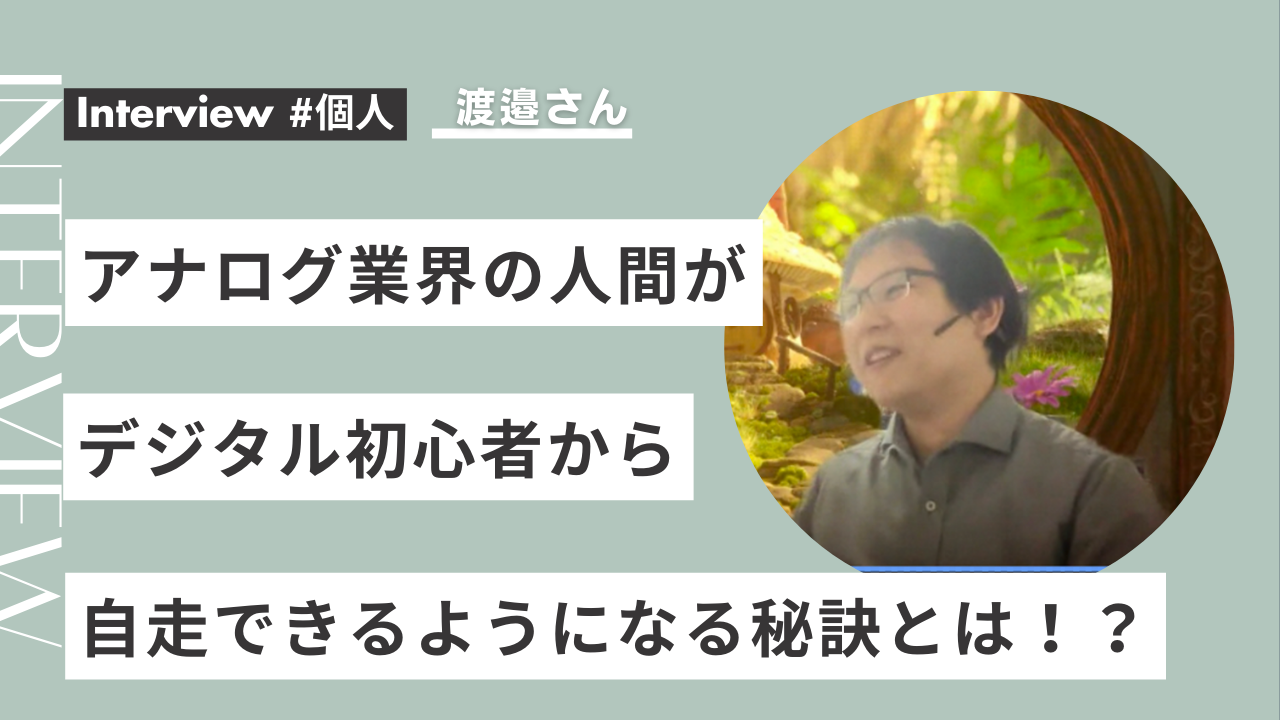 INTERVIEW
Interview #個人
渡邉さん
アナログ業界の人間が
デジタル初心者から
自走できるようになる秘訣とは！？